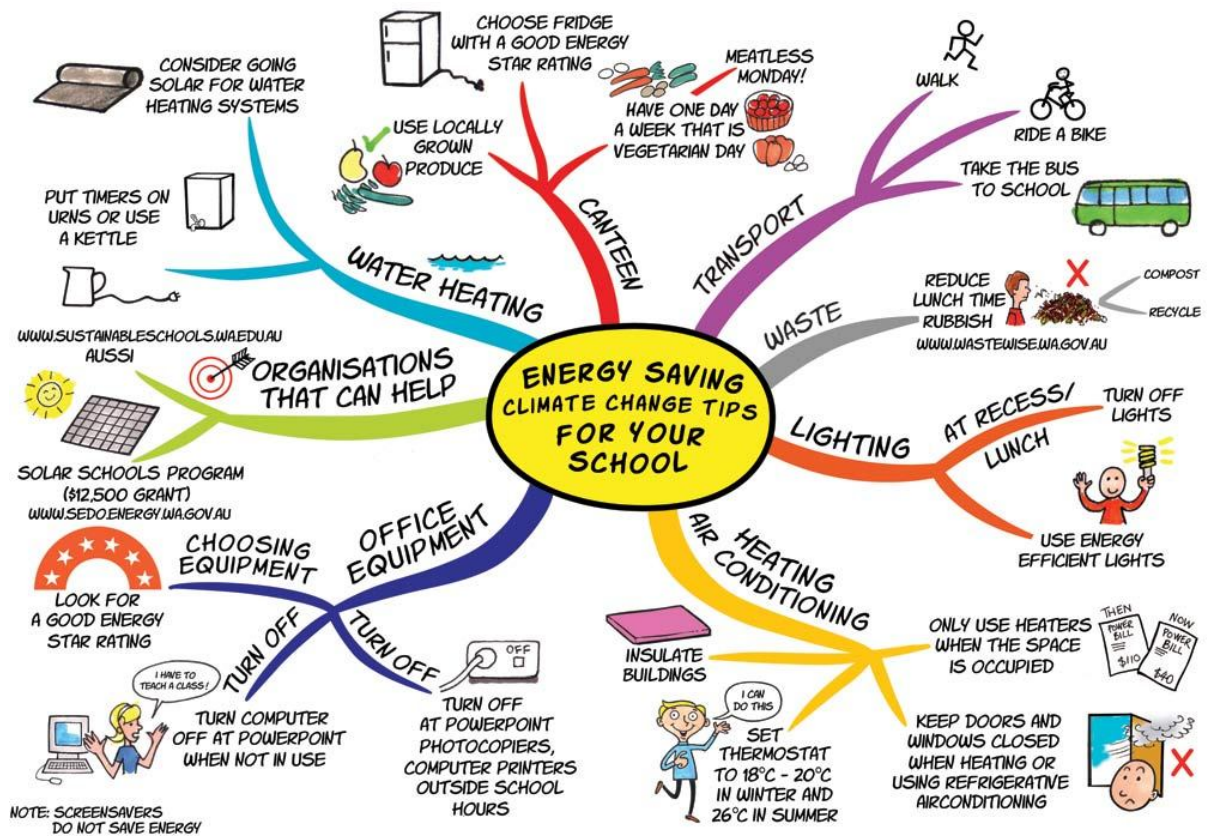 ENERGY SAVING
CLIMATE CHANGE TIPS
FOR YOUR
SCHOOL
CANTEEN
CHOOSE FRIDGE
WITH A GOOD ENERGY
STAR RATING
USE LOCALLY
GROWN
PRODUCE
MEATLESS
MONDAY!
HAVE ONE DAY
A WEEK THAT IS
VEGETARIAN DAY
TRANSPORT
WALK
RIDE A BIKE
TAKE THE BUS
TO SCHOOL
WASTE
REDUCE
LUNCH TIME
RUBBISH
WWW.WASTEWISE.WA.GOV.AU
COMPOST
RECYCLE
LIGHTING
AT RECESS/
LUNCH
TURN OFF
LIGHTS
USE ENERGY
EFFICIENT LIGHTS
HEATING
AIR CONDITIONING
ONLY USE HEATERS
WHEN THE SPACE
IS OCCUPIED
THEN
POWER
BILL
$110
NOW
POWER
BILL
$40
KEEP DOORS AND
WINDOWS CLOSED
WHEN HEATING OR
USING REFRIGERATIVE
AIRCONDITIONING
I CAN
DO THIS
SET
THERMOSTAT
TO 18°C - 20°C
IN WINTER AND
26°C IN SUMMER
INSULATE
BUILDINGS
OFFICE
EQUIPMENT
TURN OFF
OFF
TURN OFF
AT POWERPOINT
PHOTOCOPIERS,
COMPUTER PRINTERS
OUTSIDE SCHOOL
HOURS
TURN OFF
I HAVE TO
TEACH A CLASS!
TURN COMPUTER
OFF AT POWERPOINT
WHEN NOT IN USE
NOTE: SCREENSAVERS
DO NOT SAVE ENERGY
CHOOSING
EQUIPMENT
LOOK FOR
A GOOD ENERGY
STAR RATING
ORGANISATIONS
THAT CAN HELP
WWW.SUSTAINABLESCHOOLS.WA.EDU.AU
AUSSI
SOLAR SCHOOLS PROGRAM
($12,500 GRANT)
WWW.SEDO.ENERGY.WA.GOV.AU
WATER HEATING
CONSIDER GOING
SOLAR FOR WATER
HEATING SYSTEMS
PUT TIMERS ON
URNS OR USE
A KETTLE